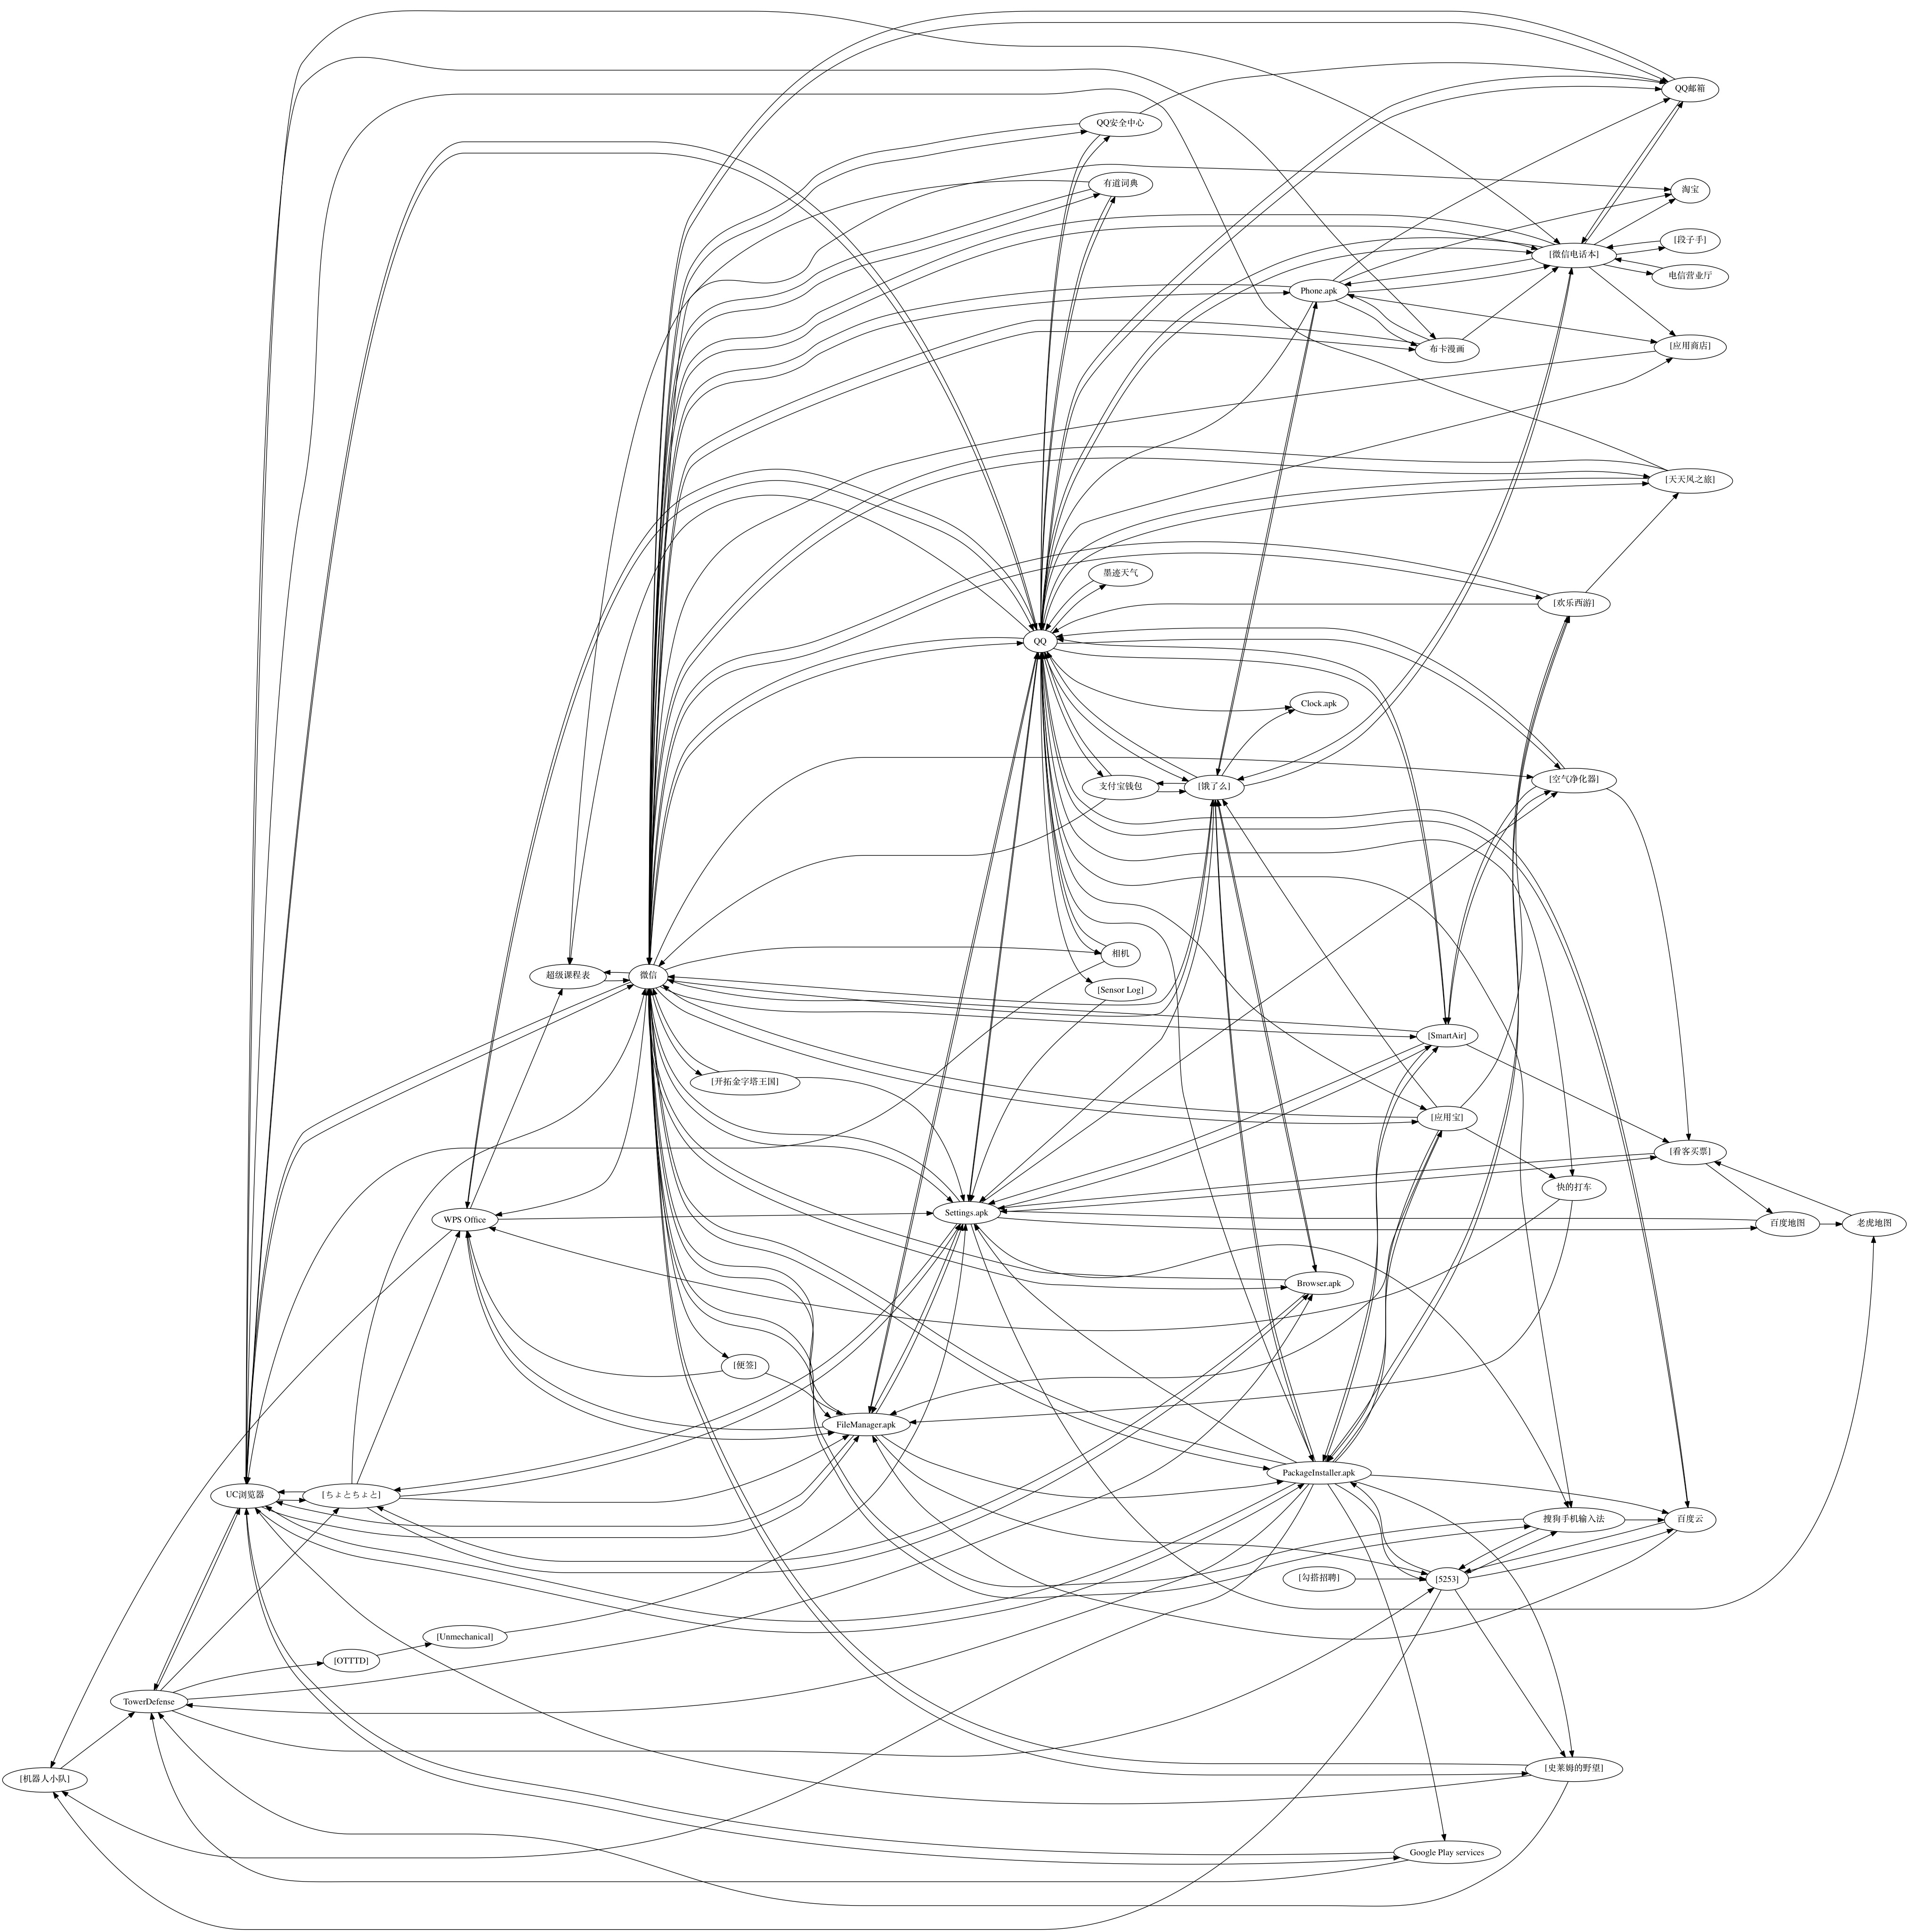 QQ邮箱
QQ安全中心
有道词典
淘宝
[段子手]
[微信电话本]
电信营业厅
Phone.apk
[应用商店]
布卡漫画
[天天风之旅]
墨迹天气
[欢乐西游]
QQ
Clock.apk
[空气净化器]
支付宝钱包
[饿了么]
相机
超级课程表
微信
[Sensor Log]
[SmartAir]
[开拓金字塔王国]
[应用宝]
[看客买票]
快的打车
WPS Office
Settings.apk
百度地图
老虎地图
Browser.apk
[便签]
FileManager.apk
PackageInstaller.apk
UC浏览器
[ちょとちょと]
搜狗手机输入法
百度云
[勾搭招聘]
[5253]
[Unmechanical]
[OTTTD]
TowerDefense
[机器人小队]
[史莱姆的野望]
Google Play services